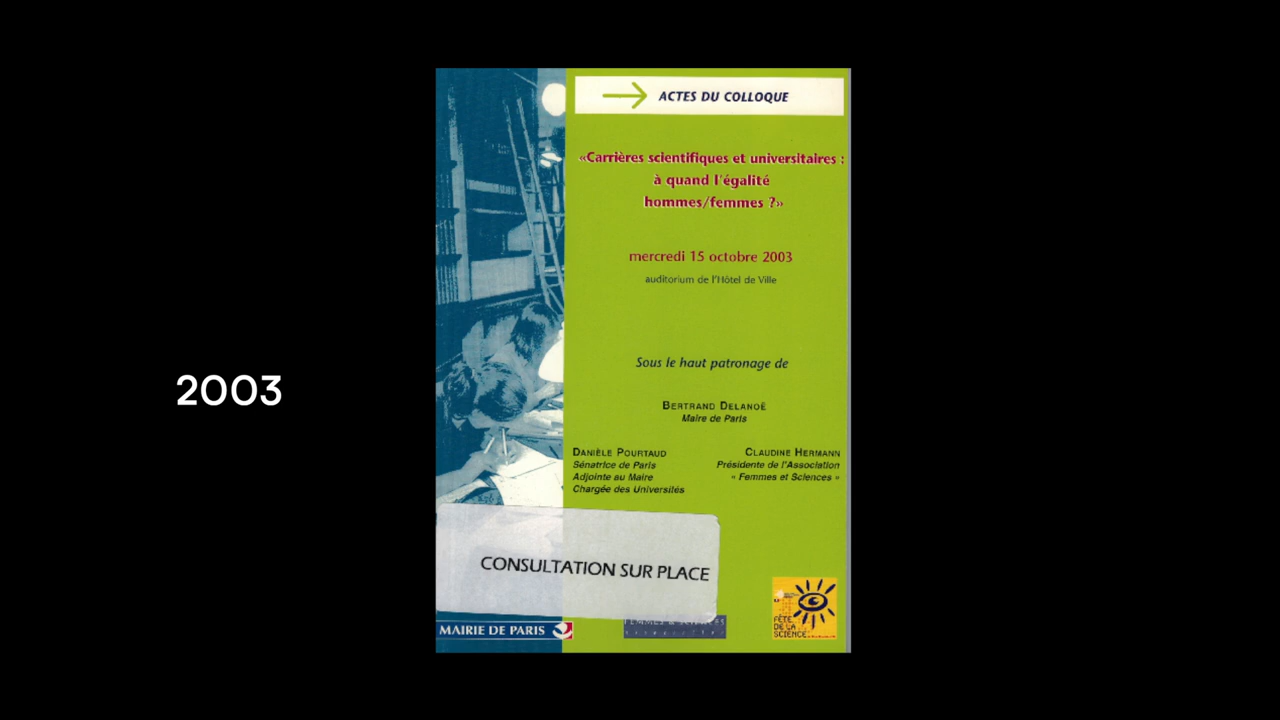 2003
ACTES DU COLLOQUE
«Carrières scientifiques et universitaires :
à quand l'égalité
hommes/femmes ?»
mercredi 15 octobre 2003
auditorium de l'Hôtel de Ville
Sous le haut patronage de
BERTRAND DELANOË
Maire de Paris
DANIÈLE POURTAUD
Sénatrice de Paris
Adjointe au Maire
Chargée des Universités
CLAUDINE HERMANN
Présidente de l'Association
« Femmes et Sciences »
CONSULTATION SUR PLACE
MAIRIE DE PARIS
FEMMES & SCIENCES
FÊTE
DE LA
SCIENCE